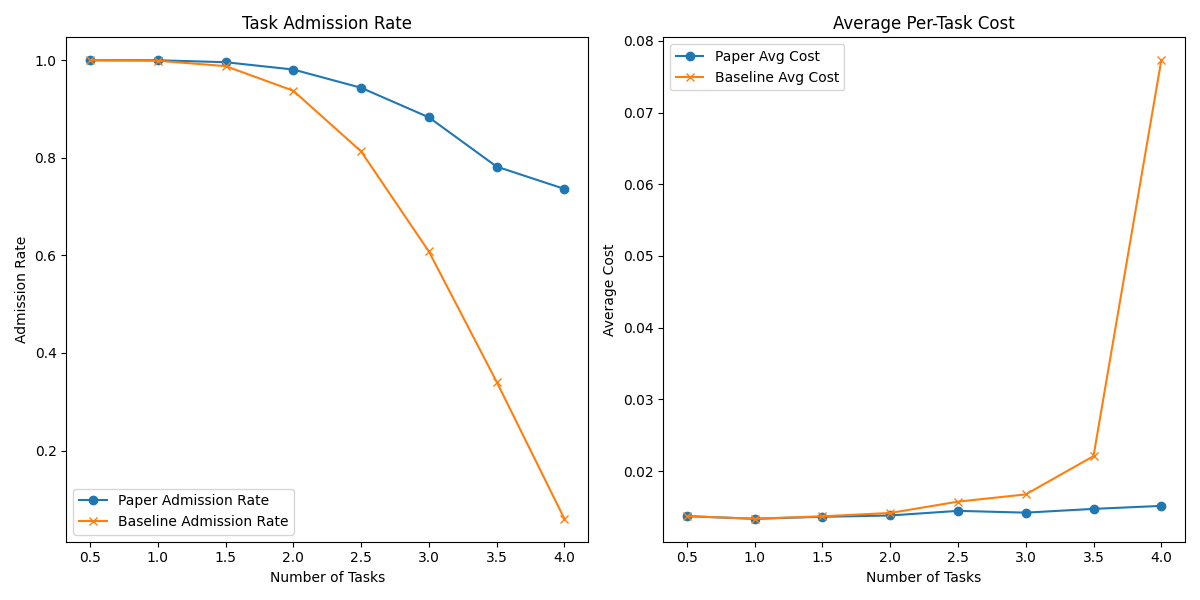 Task Admission Rate
Admission Rate
1.0
0.8
0.6
0.4
0.2
Paper Admission Rate
Baseline Admission Rate
0.5 1.0 1.5 2.0 2.5 3.0 3.5 4.0
Number of Tasks
Average Per-Task Cost
Average Cost
0.08
0.07
0.06
0.05
0.04
0.03
0.02
Paper Avg Cost
Baseline Avg Cost
0.5 1.0 1.5 2.0 2.5 3.0 3.5 4.0
Number of Tasks